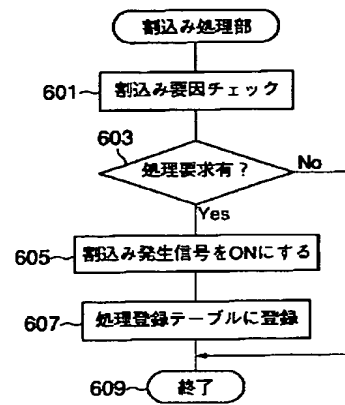 割込み処理部
601 割込み要因チェック
603
処理要求有? No
Yes
605 割込み発生信号をONにする
607 処理登録テーブルに登録
609 終了